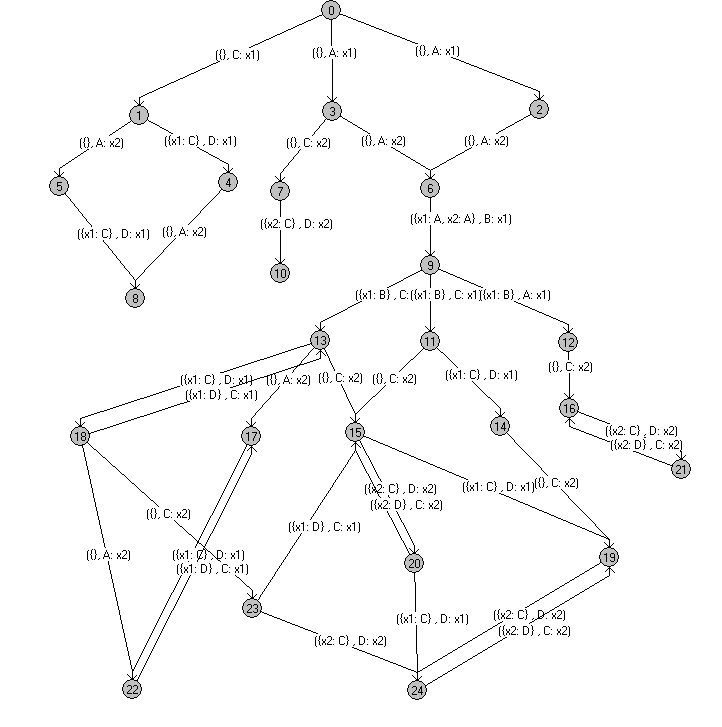 0
({}, C: x1)
({}, A: x1)
({}, A: x1)
1
3
2
({}, A: x2)
({x1: C} , D: x1)
({}, C: x2)
({}, A: x2)
({}, A: x2)
5
4
7
6
({x1: C} , D: x1)
({}, A: x2)
({x2: C} , D: x2)
({x1: A, x2: A} , B: x1)
8
10
9
({x1: B} , C:
({x1: B} , C: x1)
({x1: B} , A: x1)
13
11
12
({x1: C} , D: x1)
({x1: D} , C: x1)
({}, A: x2)
({}, C: x2)
({}, C: x2)
({x1: C} , D: x1)
({}, C: x2)
16
18
17
15
14
({x2: C} , D: x2)
({x2: D} , C: x2)
21
({}, C: x2)
({x1: D} , C: x1)
({x2: C} , D: x2)
({x2: D} , C: x2)
({x1: C} , D: x1)
({}, C: x2)
({}, A: x2)
({x1: C} , D: x1)
({x1: D} , C: x1)
20
19
23
({x1: C} , D: x1)
({x2: C} , D: x2)
({x2: D} , C: x2)
({x2: C} , D: x2)
22
24